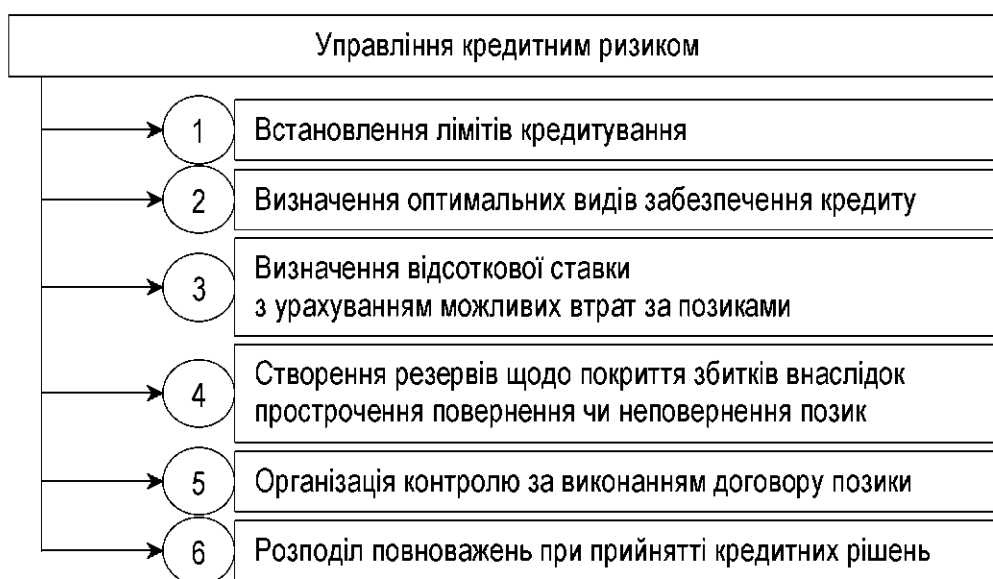 Управління кредитним ризиком
1 Встановлення лімітів кредитування
2 Визначення оптимальних видів забезпечення кредиту
3 Визначення відсоткової ставки
з урахуванням можливих втрат за позиками
4 Створення резервів щодо покриття збитків внаслідок
прострочення повернення чи неповернення позик
5 Організація контролю за виконанням договору позики
6 Розподіл повноважень при прийнятті кредитних рішень